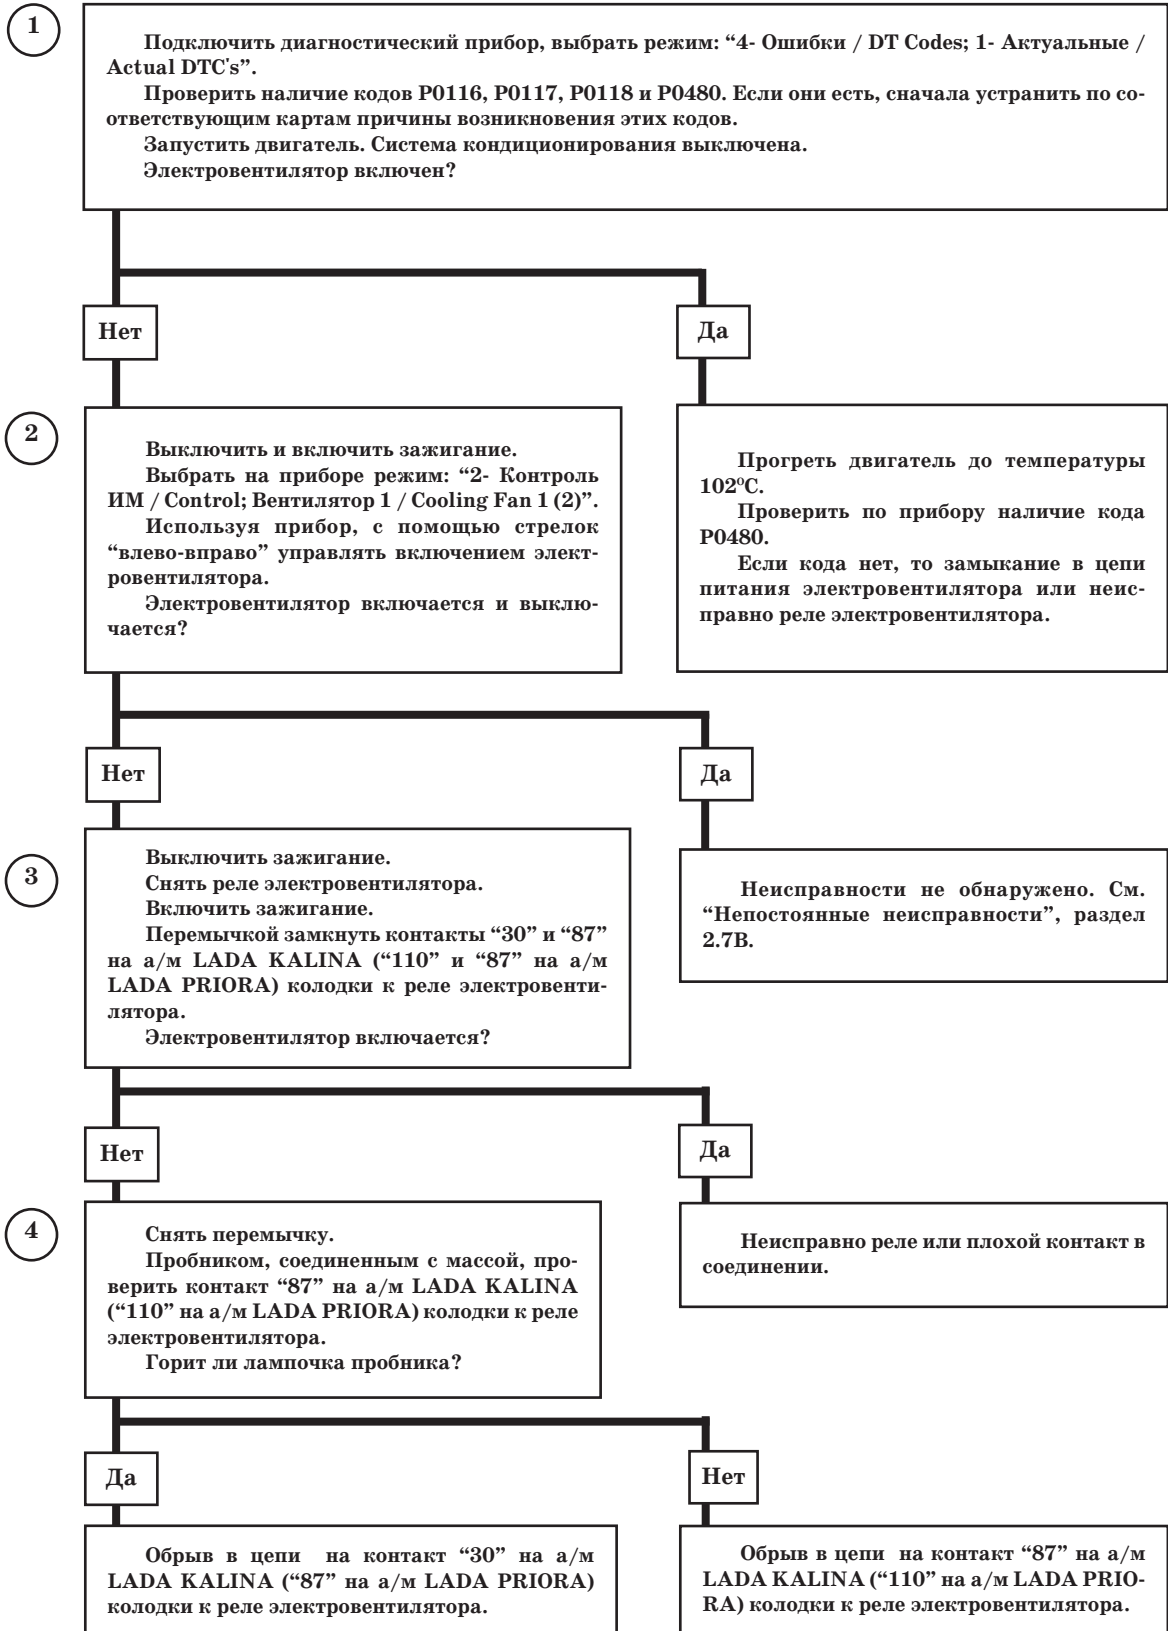 1
Подключить диагностический прибор, выбрать режим: “4- Ошибки / DT Codes; 1- Актуальные /
Actual DTC's”.
Проверить наличие кодов P0116, P0117, P0118 и P0480. Если они есть, сначала устранить по со-
ответствующим картам причины возникновения этих кодов.
Запустить двигатель. Система кондиционирования выключена.
Электровентилятор включен?
Нет
Да
2
Выключить и включить зажигание.
Выбрать на приборе режим: “2- Контроль
ИМ / Control; Вентилятор 1 / Cooling Fan 1 (2)”.
Используя прибор, с помощью стрелок
“влево-вправо” управлять включением элект-
ровентилятора.
Электровентилятор включается и выклю-
чается?
Прогреть двигатель до температуры
102ºС.
Проверить по прибору наличие кода
P0480.
Если кода нет, то замыкание в цепи
питания электровентилятора или неис-
правно реле электровентилятора.
Нет
Да
3
Выключить зажигание.
Снять реле электровентилятора.
Включить зажигание.
Перемычкой замкнуть контакты “30” и “87”
на а/м LADA KALINA (“110” и “87” на а/м
LADA PRIORA) колодки к реле электровенти-
лятора.
Электровентилятор включается?
Неисправности не обнаружено. См.
“Непостоянные неисправности”, раздел
2.7В.
Нет
Да
4
Снять перемычку.
Пробником, соединенным с массой, про-
верить контакт “87” на а/м LADA KALINA
(“110” на а/м LADA PRIORA) колодки к реле
электровентилятора.
Горит ли лампочка пробника?
Неисправно реле или плохой контакт в
соединении.
Да
Нет
Обрыв в цепи на контакт “30” на а/м
LADA KALINA (“87” на а/м LADA PRIORA)
колодки к реле электровентилятора.
Обрыв в цепи на контакт “87” на а/м
LADA KALINA (“110” на а/м LADA PRIO-
RA) колодки к реле электровентилятора.